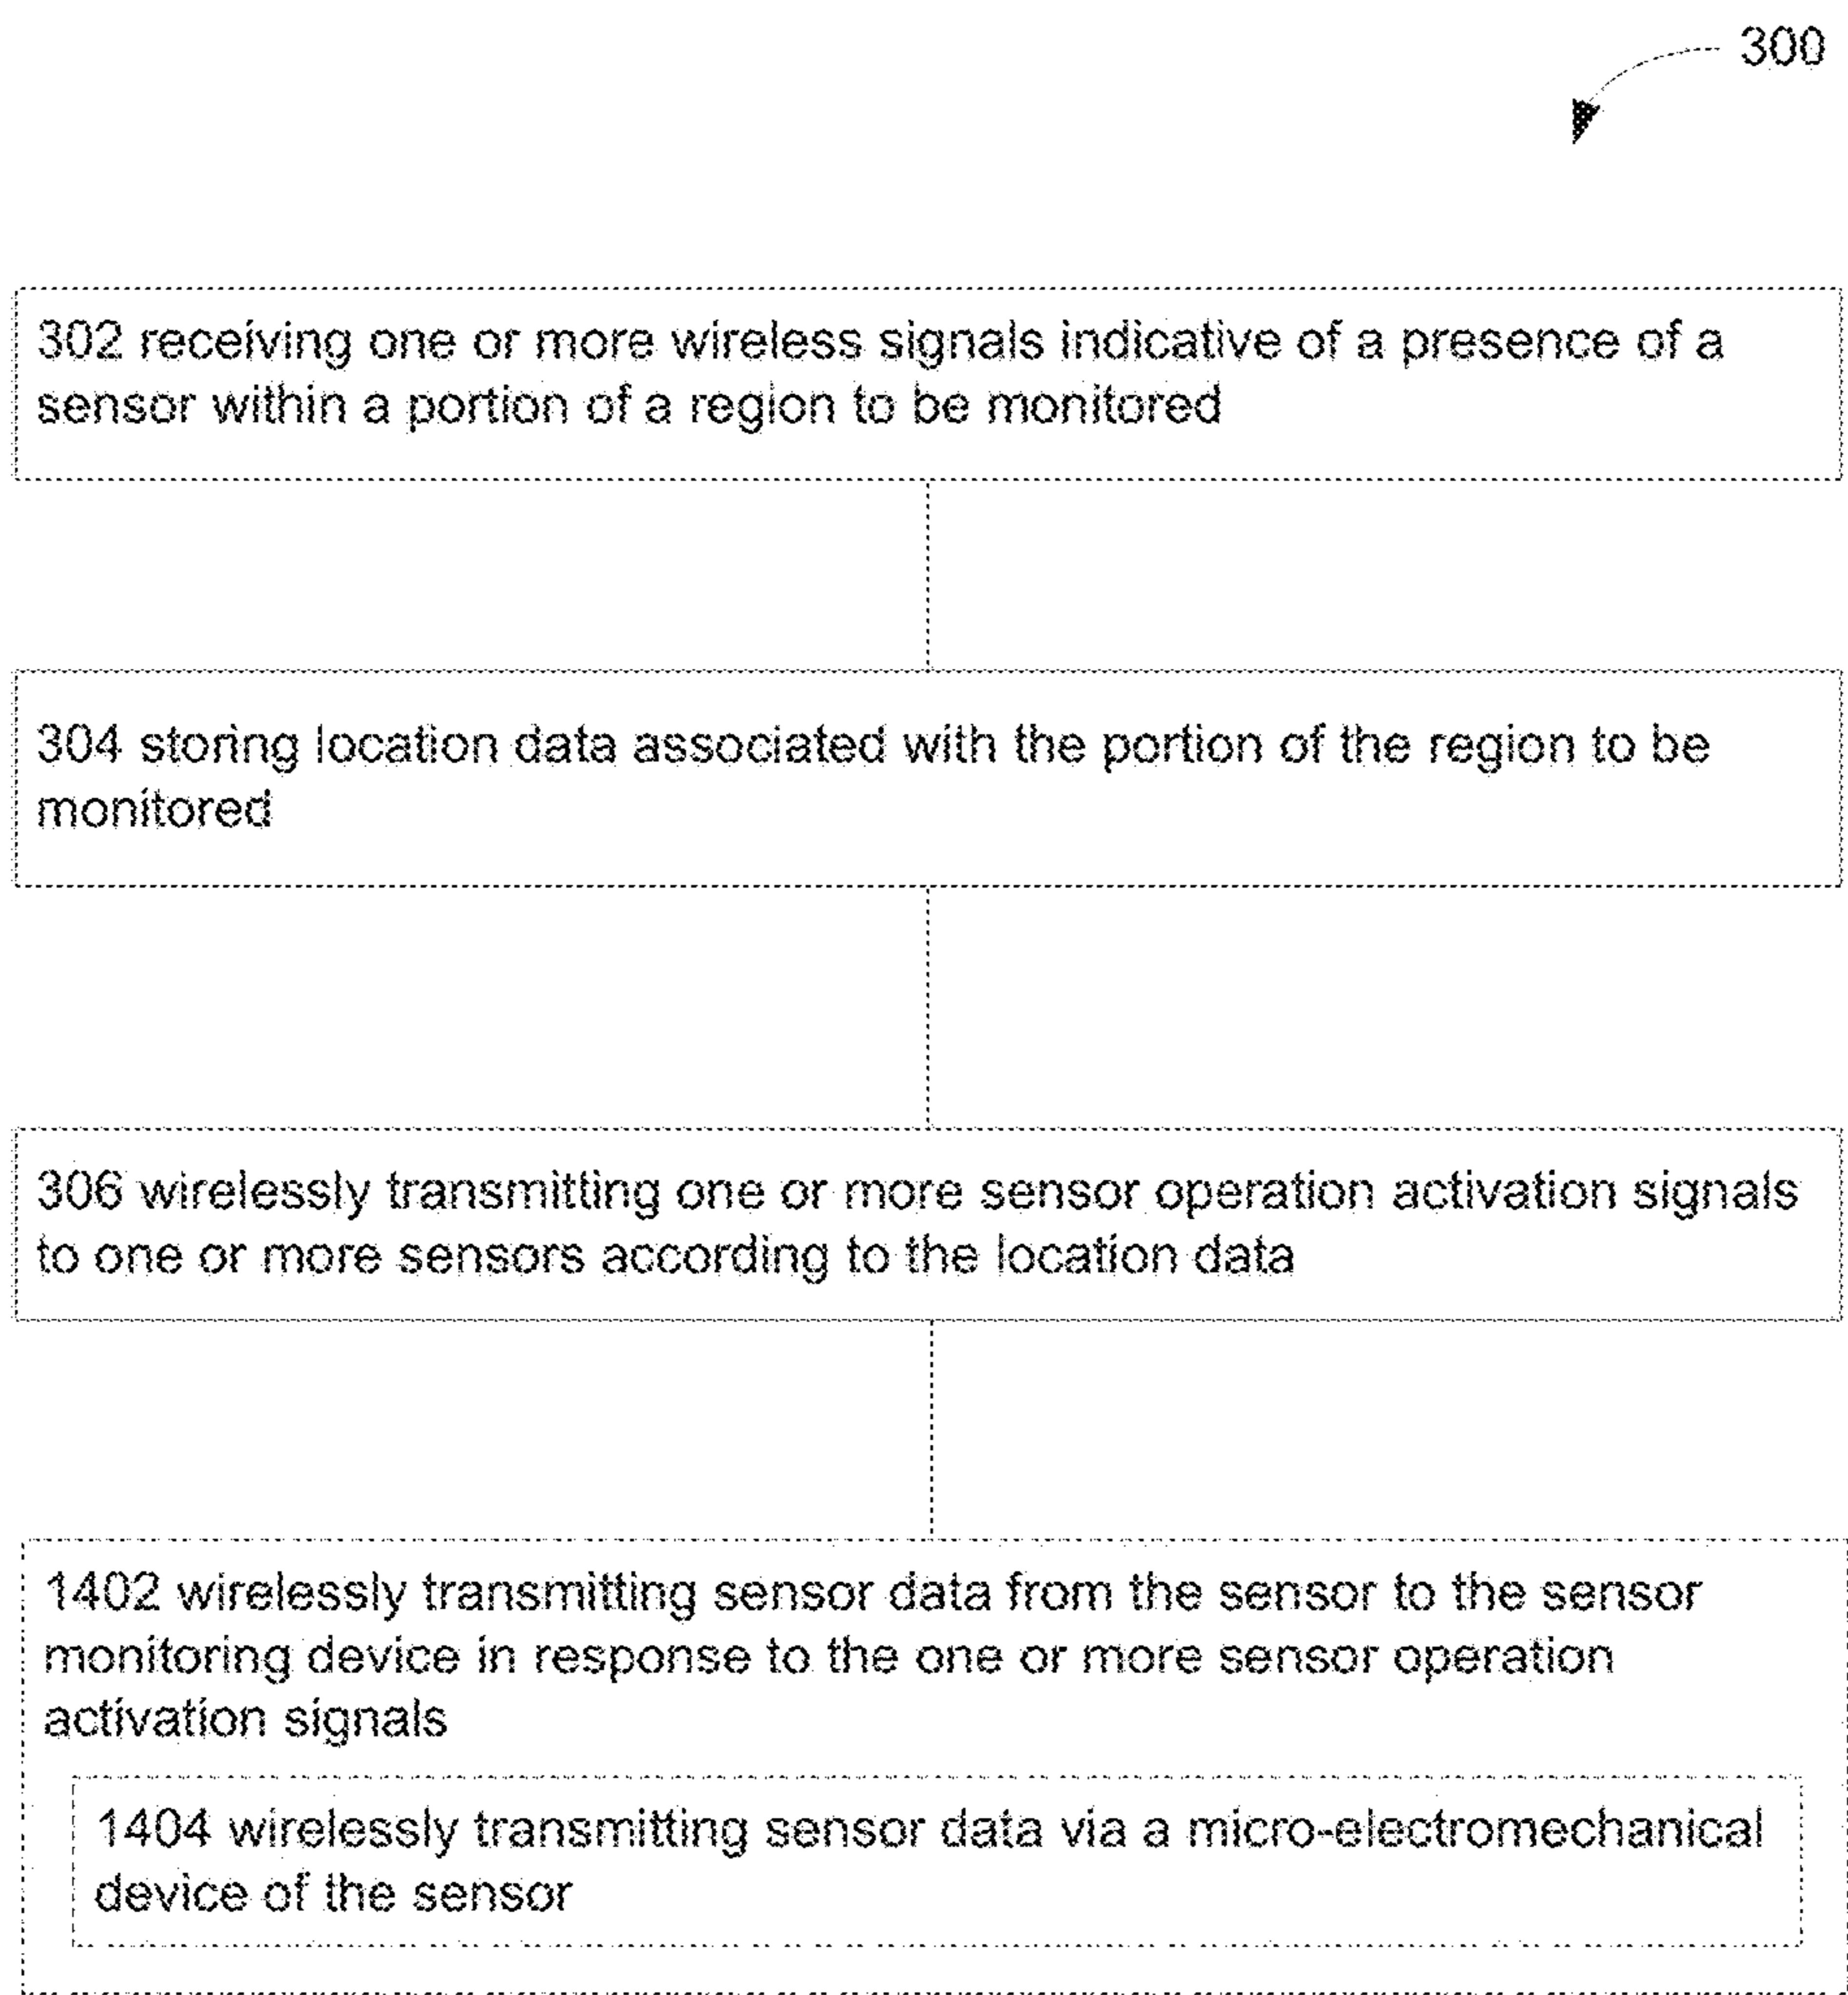 300
302 receiving one or more wireless signals indicative of a presence of a
sensor within a portion of a region to be monitored
304 storing location data associated with the portion of the region to be
monitored
306 wirelessly transmitting one or more sensor operation activation signals
to one or more sensors according to the location data
1402 wirelessly transmitting sensor data from the sensor to the sensor
monitoring device in response to the one or more sensor operation
activation signals
1404 wirelessly transmitting sensor data via a micro-electromechanical
device of the sensor